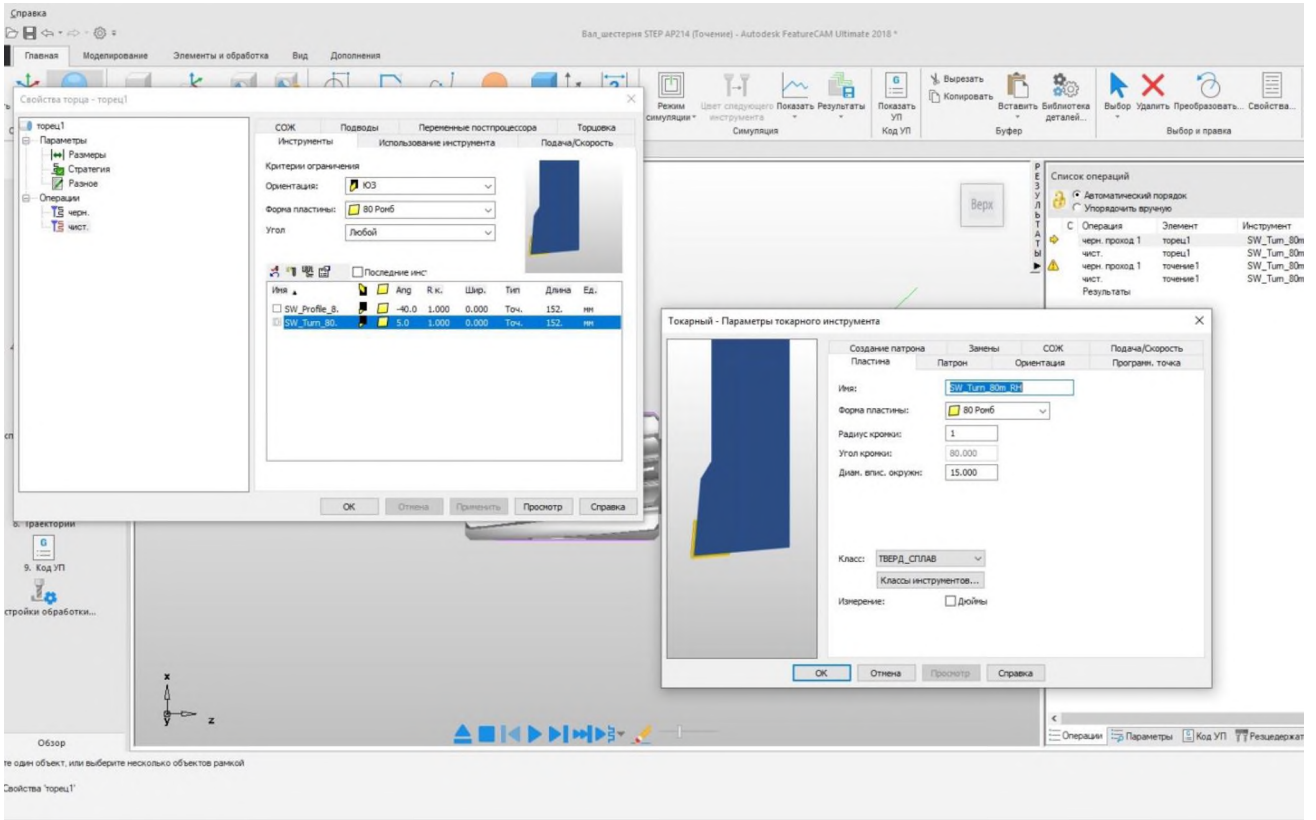 Справка
Вал_шестерня STEP AP214 (Точение) - Autodesk FeatureCAM Ultimate 2018 *
Главная Моделирование Элементы и обработка Вид Дополнения
Режим симуляции Цвет следующего инструмента Показать Результаты
Симуляция
Показать УП
Код УП
Вырезать
Копировать
Вставить Библиотека деталей...
Буфер
Выбор Удалить Преобразовать... Свойства...
Выбор и правка
Свойства торца - торец1
торец1
Параметры
Размеры
Стратегия
Разное
Операции
черн.
чист.
СОЖ Подводы Переменные постпроцессора Торцовка
Инструменты Использование инструмента Подача/Скорость
Критерии ограничения
Ориентация: ЮЗ
Форма пластины: 80 Ромб
Угол Любой
Последние инс
Имя Ang R к. Шир. Тип Длина Ед.
SW_Profile_8. -40.0 1.000 0.000 Точ. 152. мм
SW_Turn_80. 5.0 1.000 0.000 Точ. 152. мм
OK Отмена Применить Просмотр Справка
Верх
РЕЗУЛЬТАТЫ
Список операций
Автоматический порядок
Упорядочить вручную
С Операция Элемент Инструмент
черн. проход 1 торец1 SW_Turn_80m
чист. торец1 SW_Turn_80m
черн. проход 1 точение1 SW_Turn_80m
чист. точение1 SW_Turn_80m
Результаты
Токарный - Параметры токарного инструмента
Создание патрона Замены СОЖ Подача/Скорость
Пластина Патрон Ориентация Программ. точка
Имя: SW_Turn_80m_RH
Форма пластины: 80 Ромб
Радиус кромки: 1
Угол кромки: 80.000
Диам. впис. окружн: 15.000
Класс: ТВЕРД_СПЛАВ
Классы инструментов...
Измерение: Дюймы
OK Отмена Просмотр Справка
8. Траектории
9. Код УП
стройки обработки...
x
y z
Обзор
Операции Параметры Код УП Резцедержат
те один объект, или выберите несколько объектов рамкой
Свойства 'торец1'